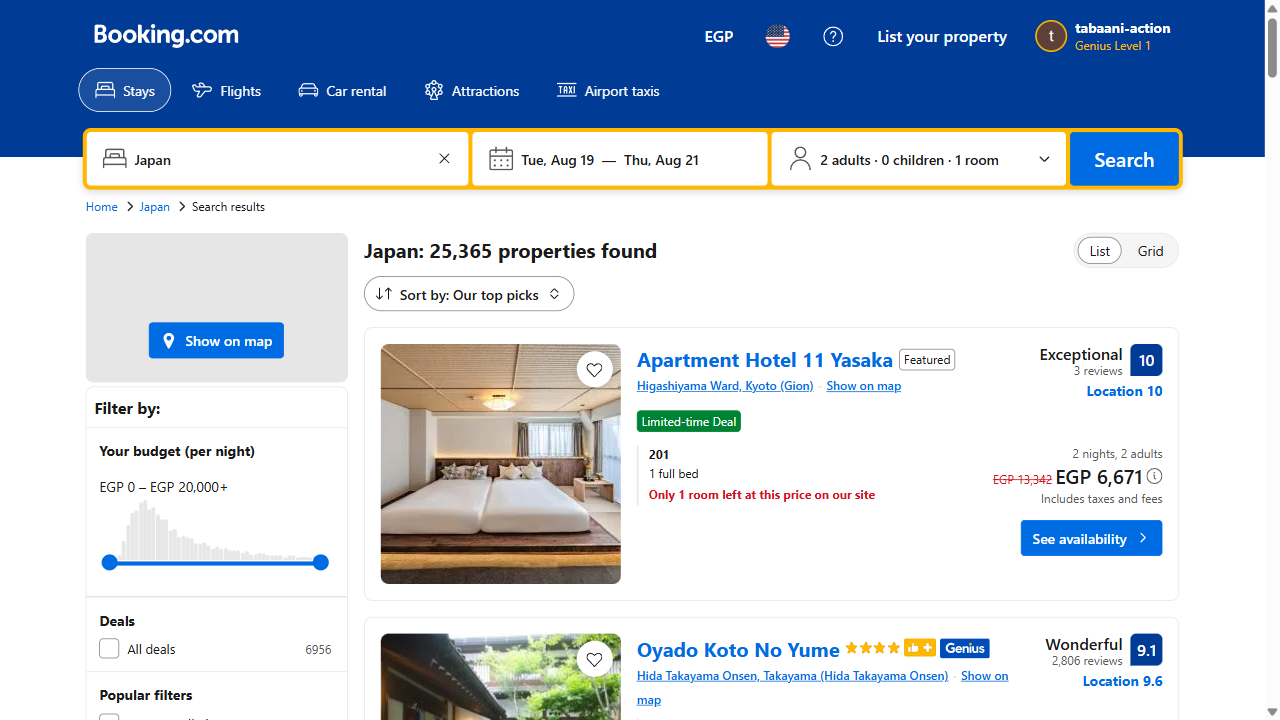 Booking.com
EGP
List your property
t
tabaani-action
Genius Level 1
Stays
Flights
Car rental
TAXI
Attractions
Airport taxis
Japan
Tue, Aug 19 — Thu, Aug 21
2 adults · 0 children · 1 room
Search
Home
Japan
Search results
Show on map
Filter by:
Your budget (per night)
EGP 0 – EGP 20,000+
Deals
All deals
6956
Popular filters
Japan: 25,365 properties found
List
Grid
Sort by: Our top picks
Apartment Hotel 11 Yasaka
Featured
Higashiyama Ward, Kyoto (Gion)
Show on map
Limited-time Deal
201
1 full bed
Only 1 room left at this price on our site
Exceptional
3 reviews
10
Location 10
2 nights, 2 adults
EGP 13,342 EGP 6,671
Includes taxes and fees
See availability
Oyado Koto No Yume
Genius
Hida Takayama Onsen, Takayama (Hida Takayama Onsen)
Show on
map
Wonderful
2,806 reviews
9.1
Location 9.6